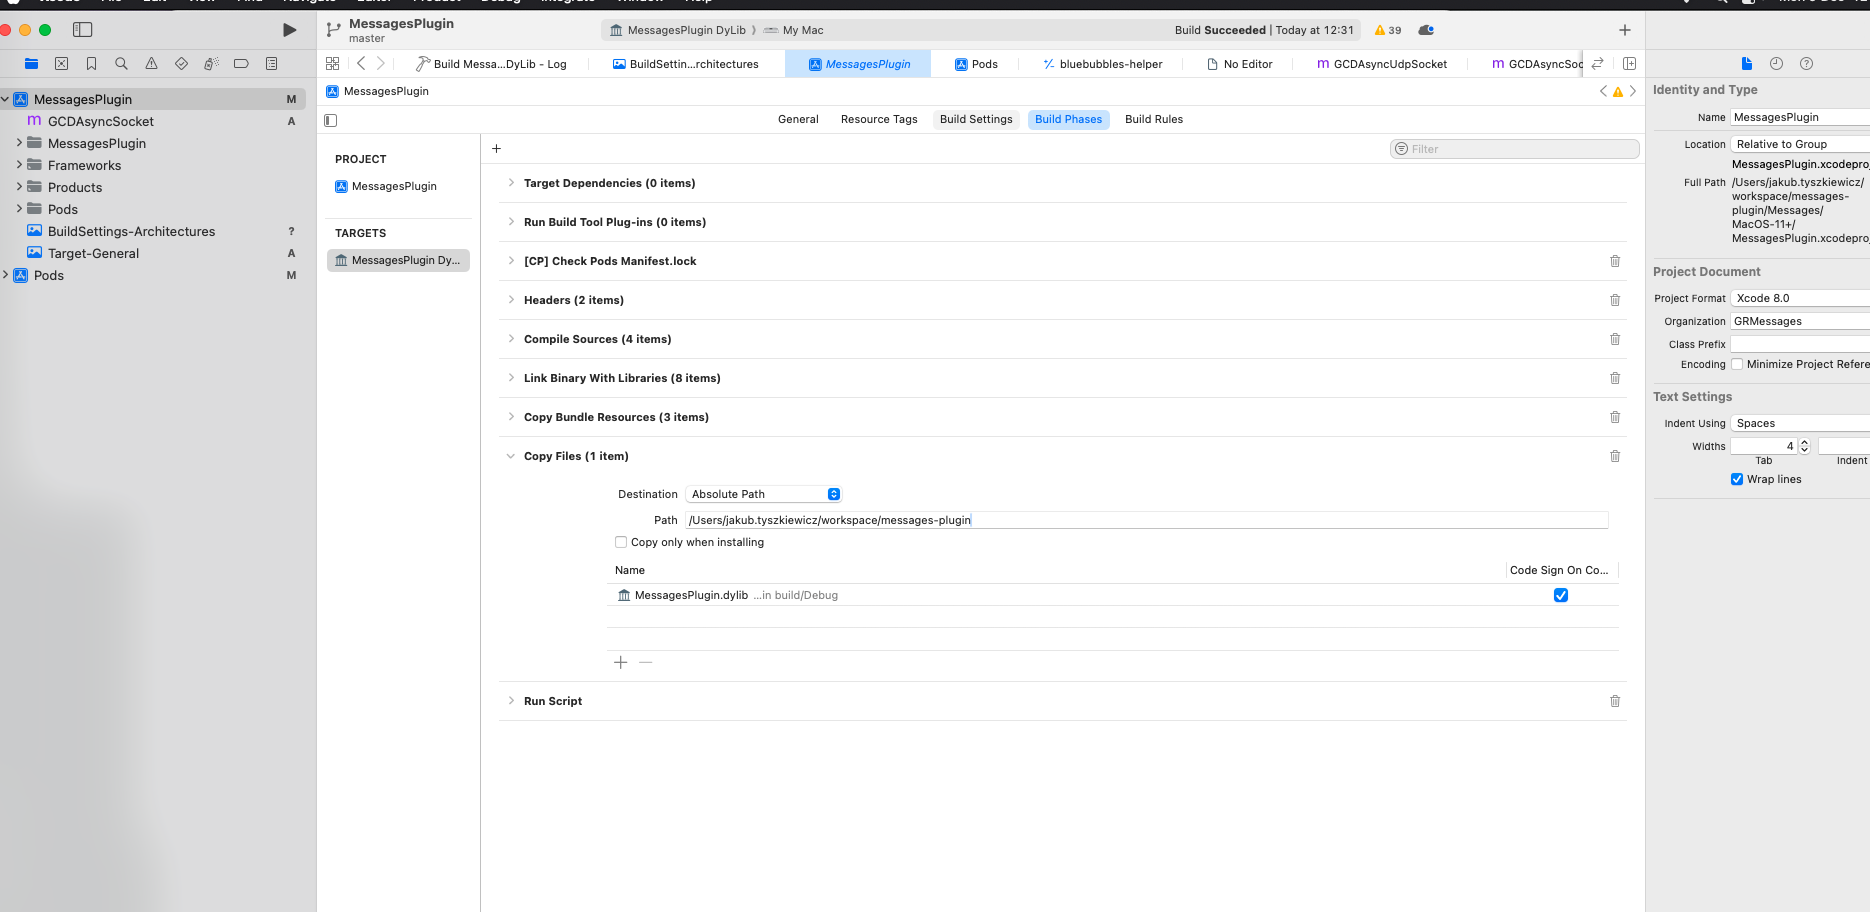 MessagesPlugin
master
MessagesPlugin DyLib
My Mac
Build Succeeded | Today at 12:31
39
Build Messa...DyLib - Log
BuildSettin...rchitectures
MessagesPlugin
Pods
bluebubbles-helper
No Editor
GCDAsyncUdpSocket
GCDAsyncSoc
MessagesPlugin M
GCDAsyncSocket A
MessagesPlugin
Frameworks
Products
Pods
BuildSettings-Architectures ?
Target-General A
Pods M
MessagesPlugin
General
Resource Tags
Build Settings
Build Phases
Build Rules
PROJECT
MessagesPlugin
TARGETS
MessagesPlugin Dy...
Filter
Target Dependencies (0 items)
Run Build Tool Plug-ins (0 items)
[CP] Check Pods Manifest.lock
Headers (2 items)
Compile Sources (4 items)
Link Binary With Libraries (8 items)
Copy Bundle Resources (3 items)
Copy Files (1 item)
Destination Absolute Path
Path /Users/jakub.tyszkiewicz/workspace/messages-plugin
Copy only when installing
Name Code Sign On Co...
MessagesPlugin.dylib ...in build/Debug
Run Script
Identity and Type
Name MessagesPlugin
Location Relative to Group
MessagesPlugin.xcodepro
Full Path /Users/jakub.tyszkiewicz/
workspace/messages-
plugin/Messages/
MacOS-11+/
MessagesPlugin.xcodepro
Project Document
Project Format Xcode 8.0
Organization GRMessages
Class Prefix
Encoding Minimize Project Refere
Text Settings
Indent Using Spaces
Widths 4
Tab Indent
Wrap lines